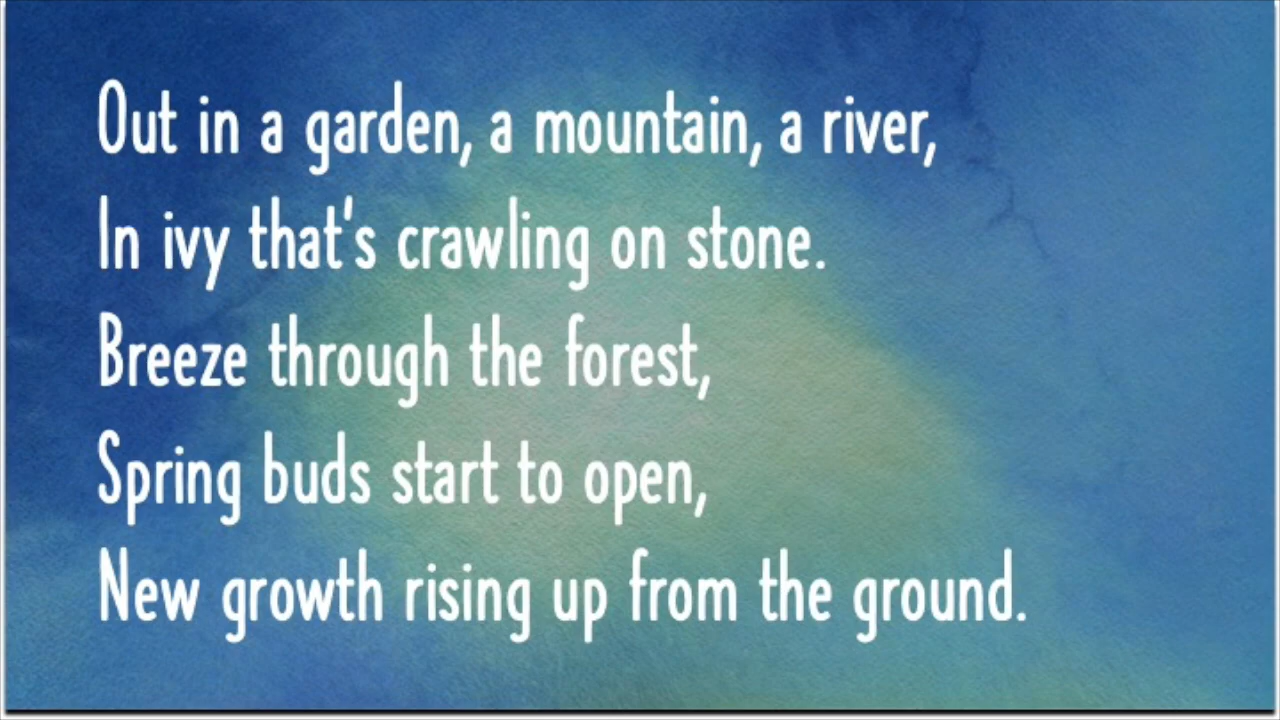 Out in a garden, a mountain, a river,
In ivy that's crawling on stone.
Breeze through the forest,
Spring buds start to open,
New growth rising up from the ground.